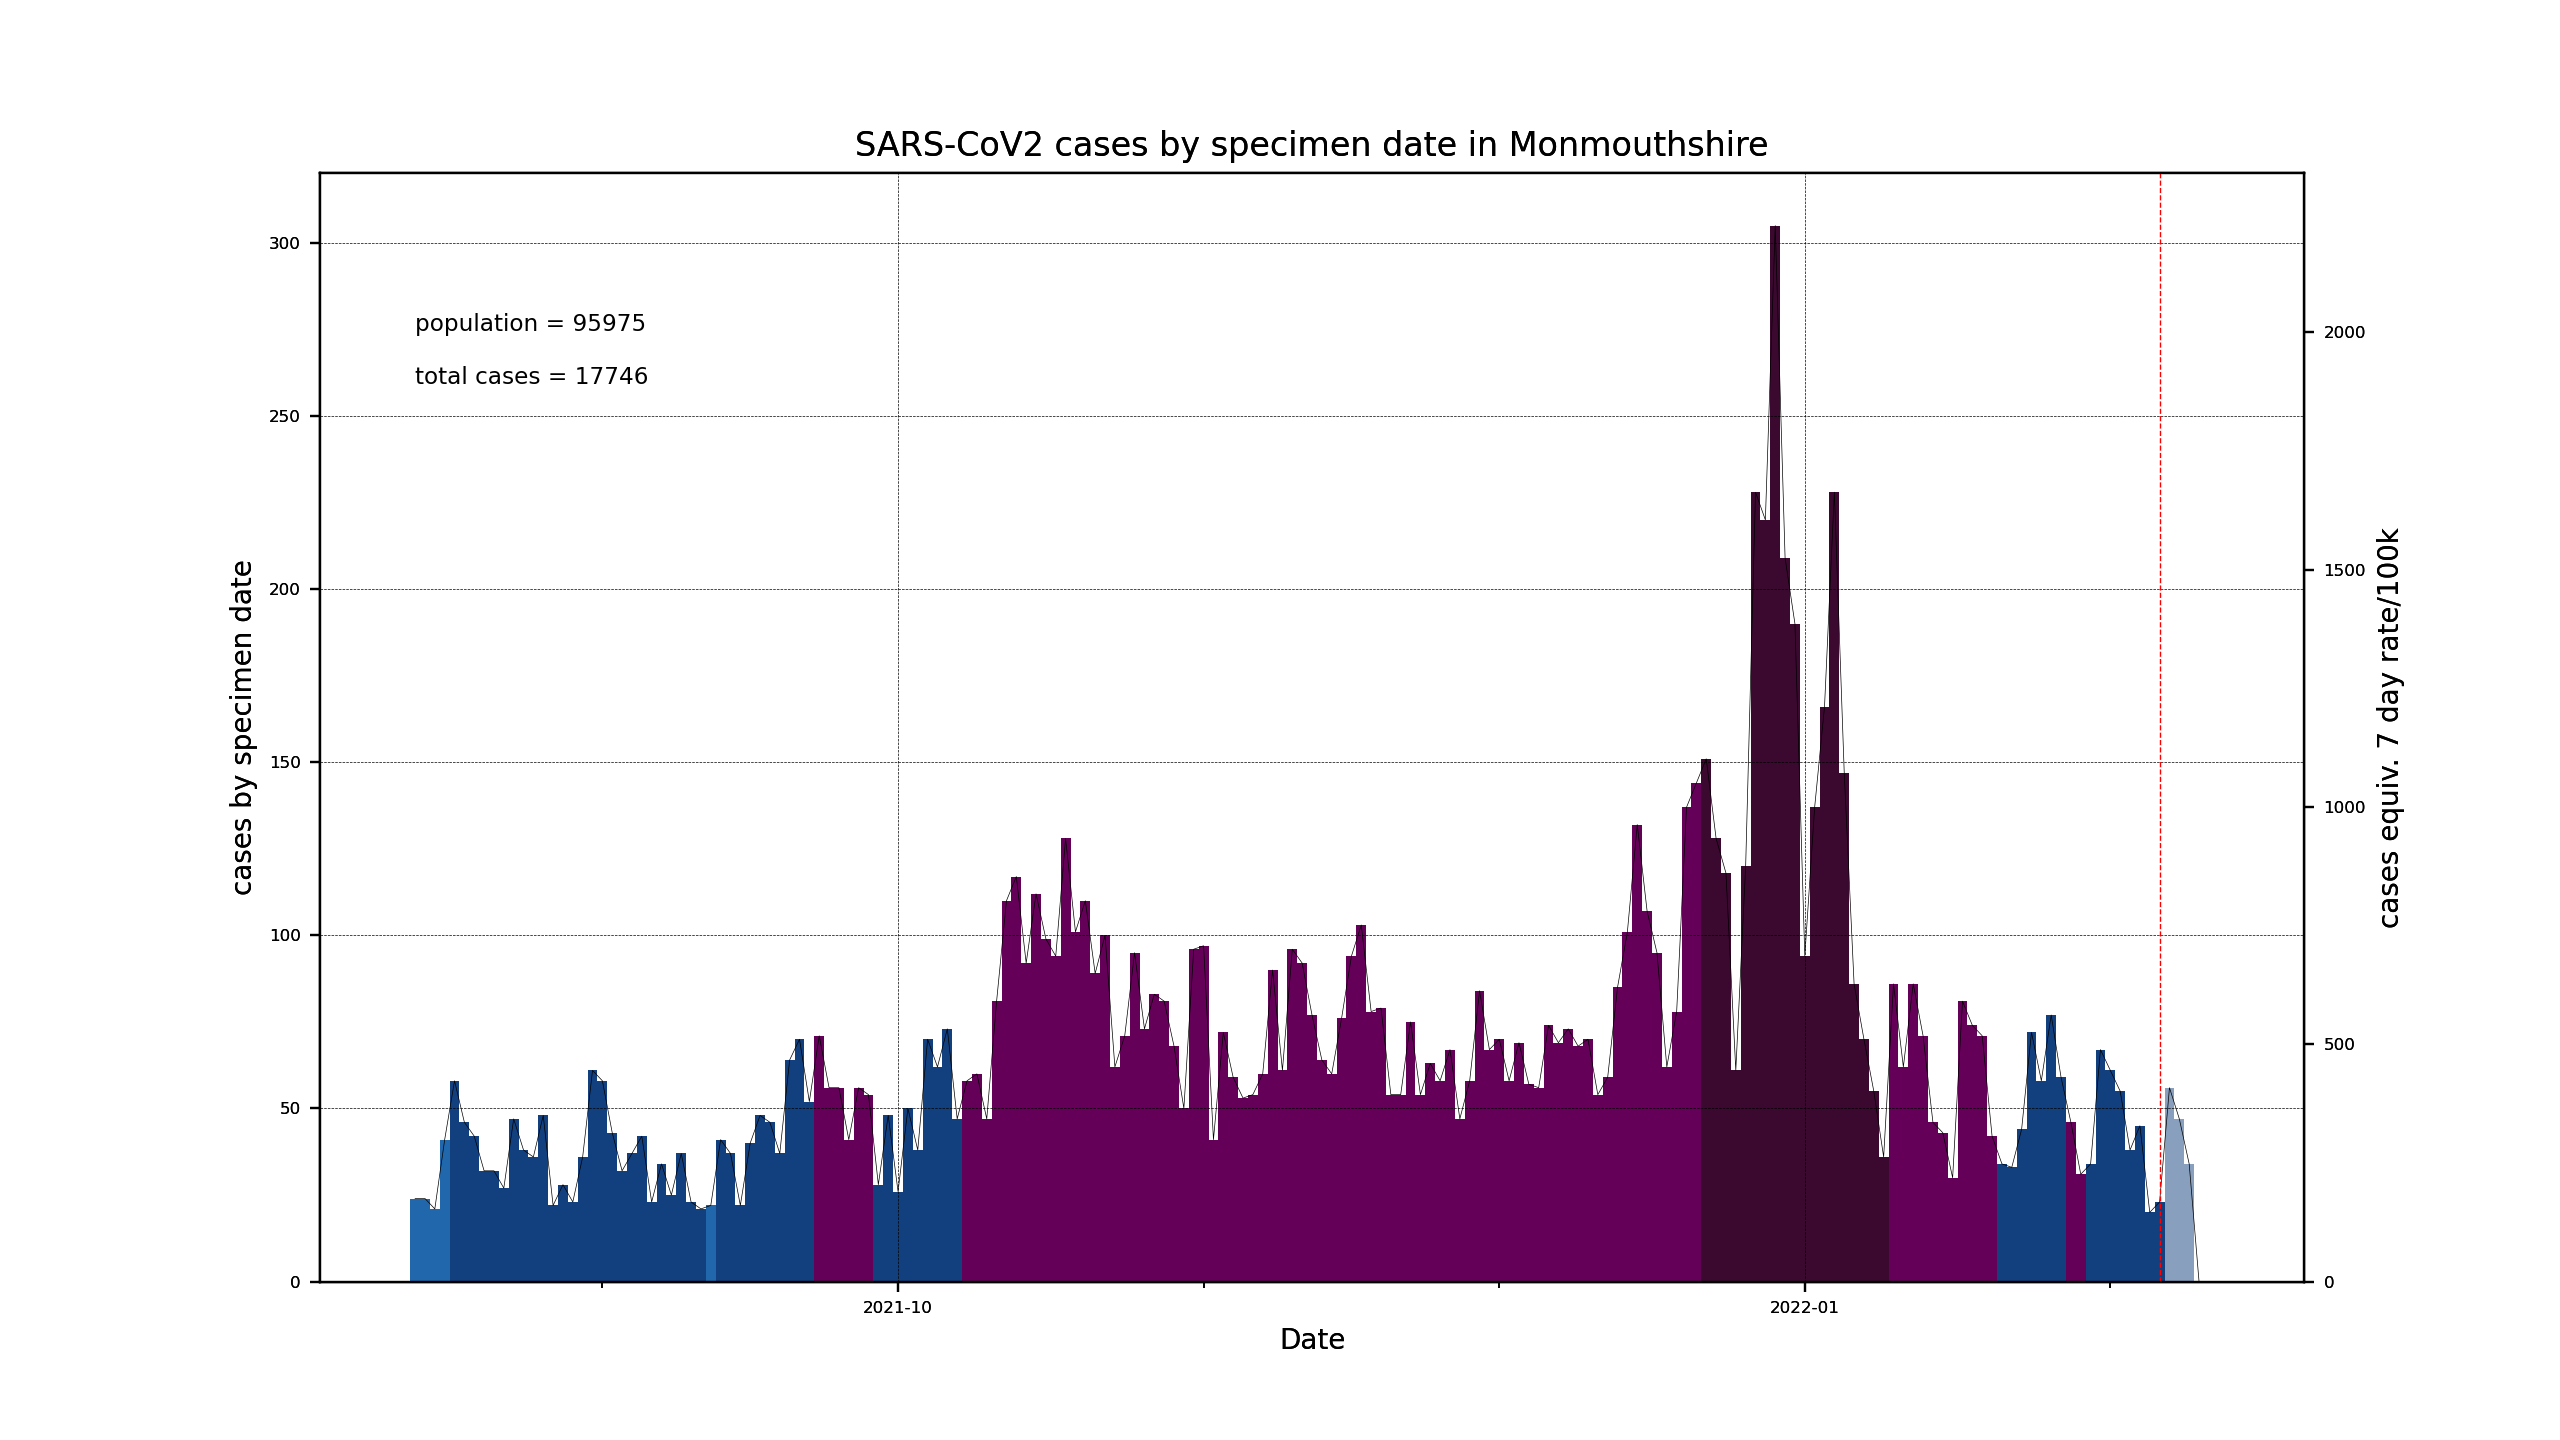 SARS-CoV2 cases by specimen date in Monmouthshire
population = 95975
total cases = 17746
cases by specimen date
300
250
200
150
100
50
0
2000
1500
1000
500
0
cases equiv. 7 day rate/100k
2021-10
2022-01
Date